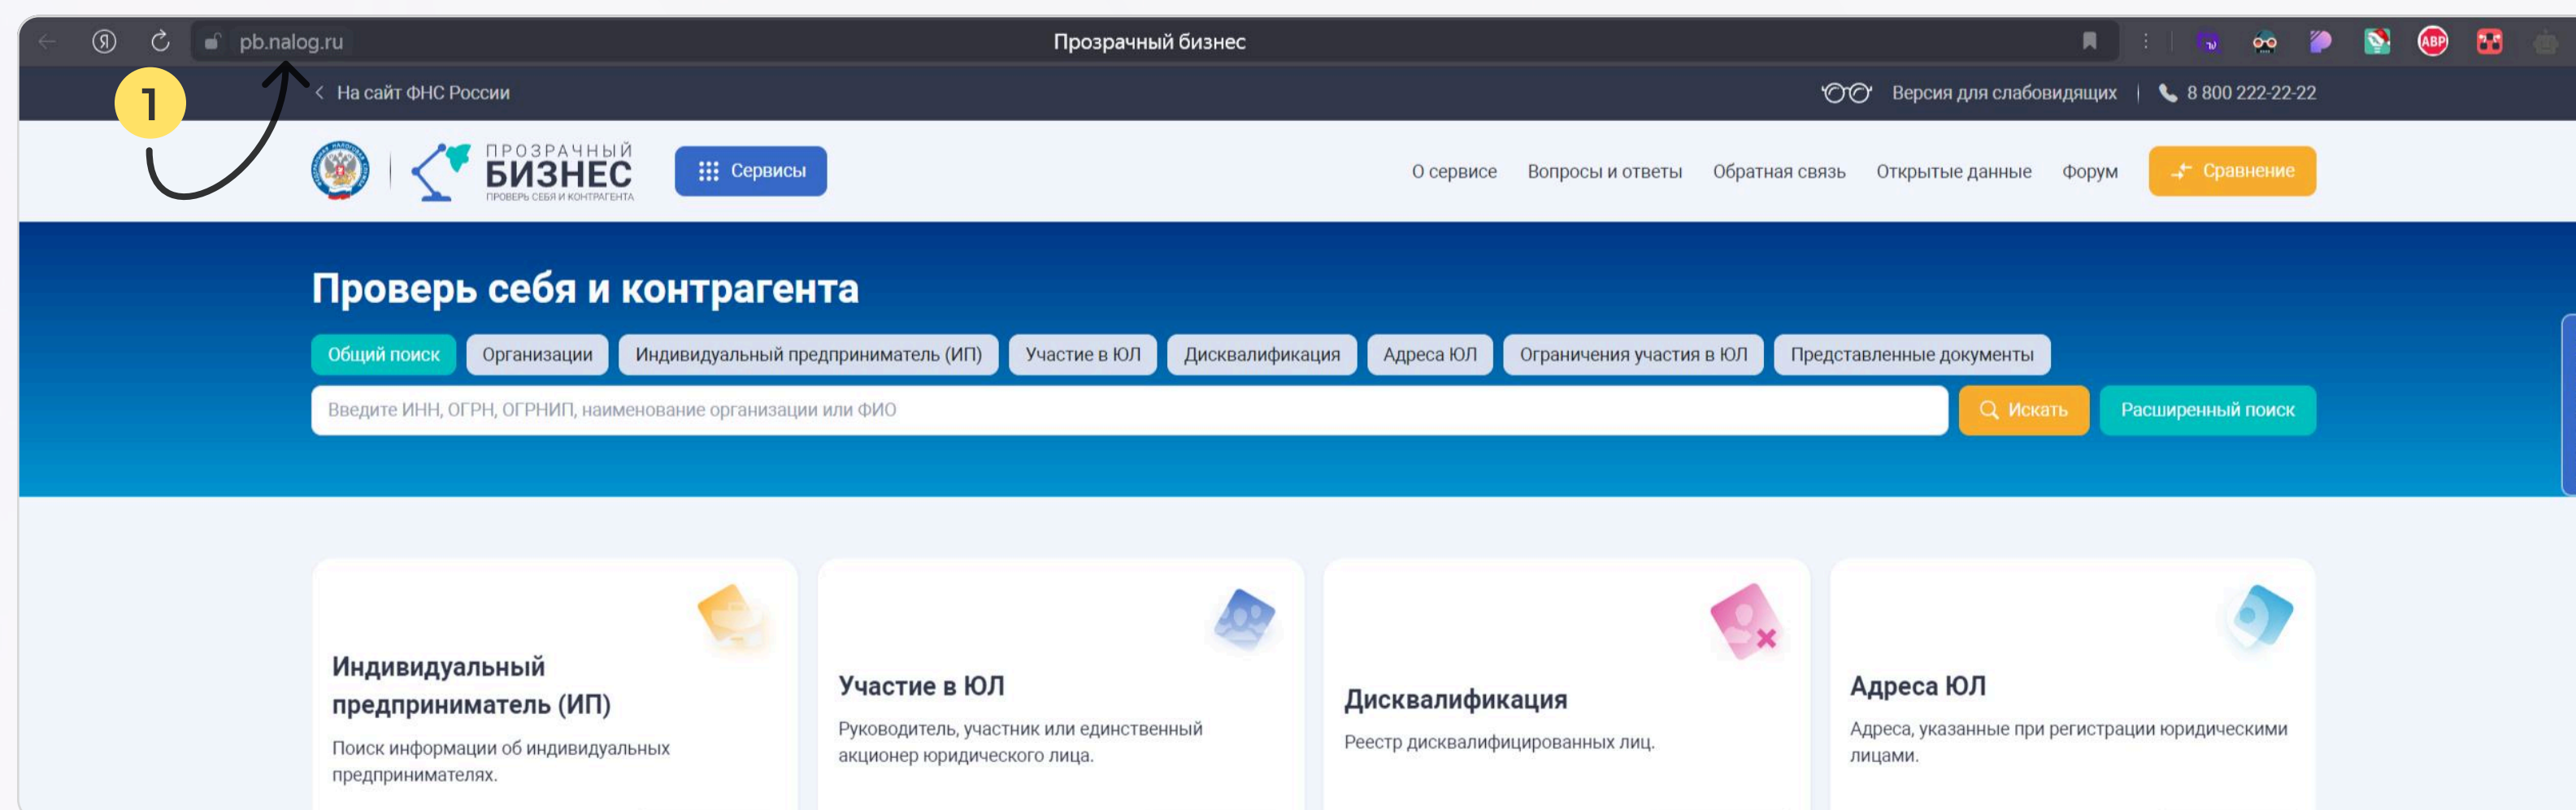 pb.nalog.ru
Прозрачный бизнес
ABP
1
На сайт ФНС России
Версия для слабовидящих
8 800 222-22-22
ПРОЗРАЧНЫЙ
БИЗНЕС
ПРОВЕРЬ СЕБЯ И КОНТРАГЕНТА
Сервисы
О сервисе
Вопросы и ответы
Обратная связь
Открытые данные
Форум
Сравнение
Проверь себя и контрагента
Общий поиск
Организации
Индивидуальный предприниматель (ИП)
Участие в ЮЛ
Дисквалификация
Адреса ЮЛ
Ограничения участия в ЮЛ
Представленные документы
Введите ИНН, ОГРН, ОГРНИП, наименование организации или ФИО
Искать
Расширенный поиск
Индивидуальный
предприниматель (ИП)
Поиск информации об индивидуальных
предпринимателях.
Участие в ЮЛ
Руководитель, участник или единственный
акционер юридического лица.
Дисквалификация
Реестр дисквалифицированных лиц.
Адреса ЮЛ
Адреса, указанные при регистрации юридическими
лицами.